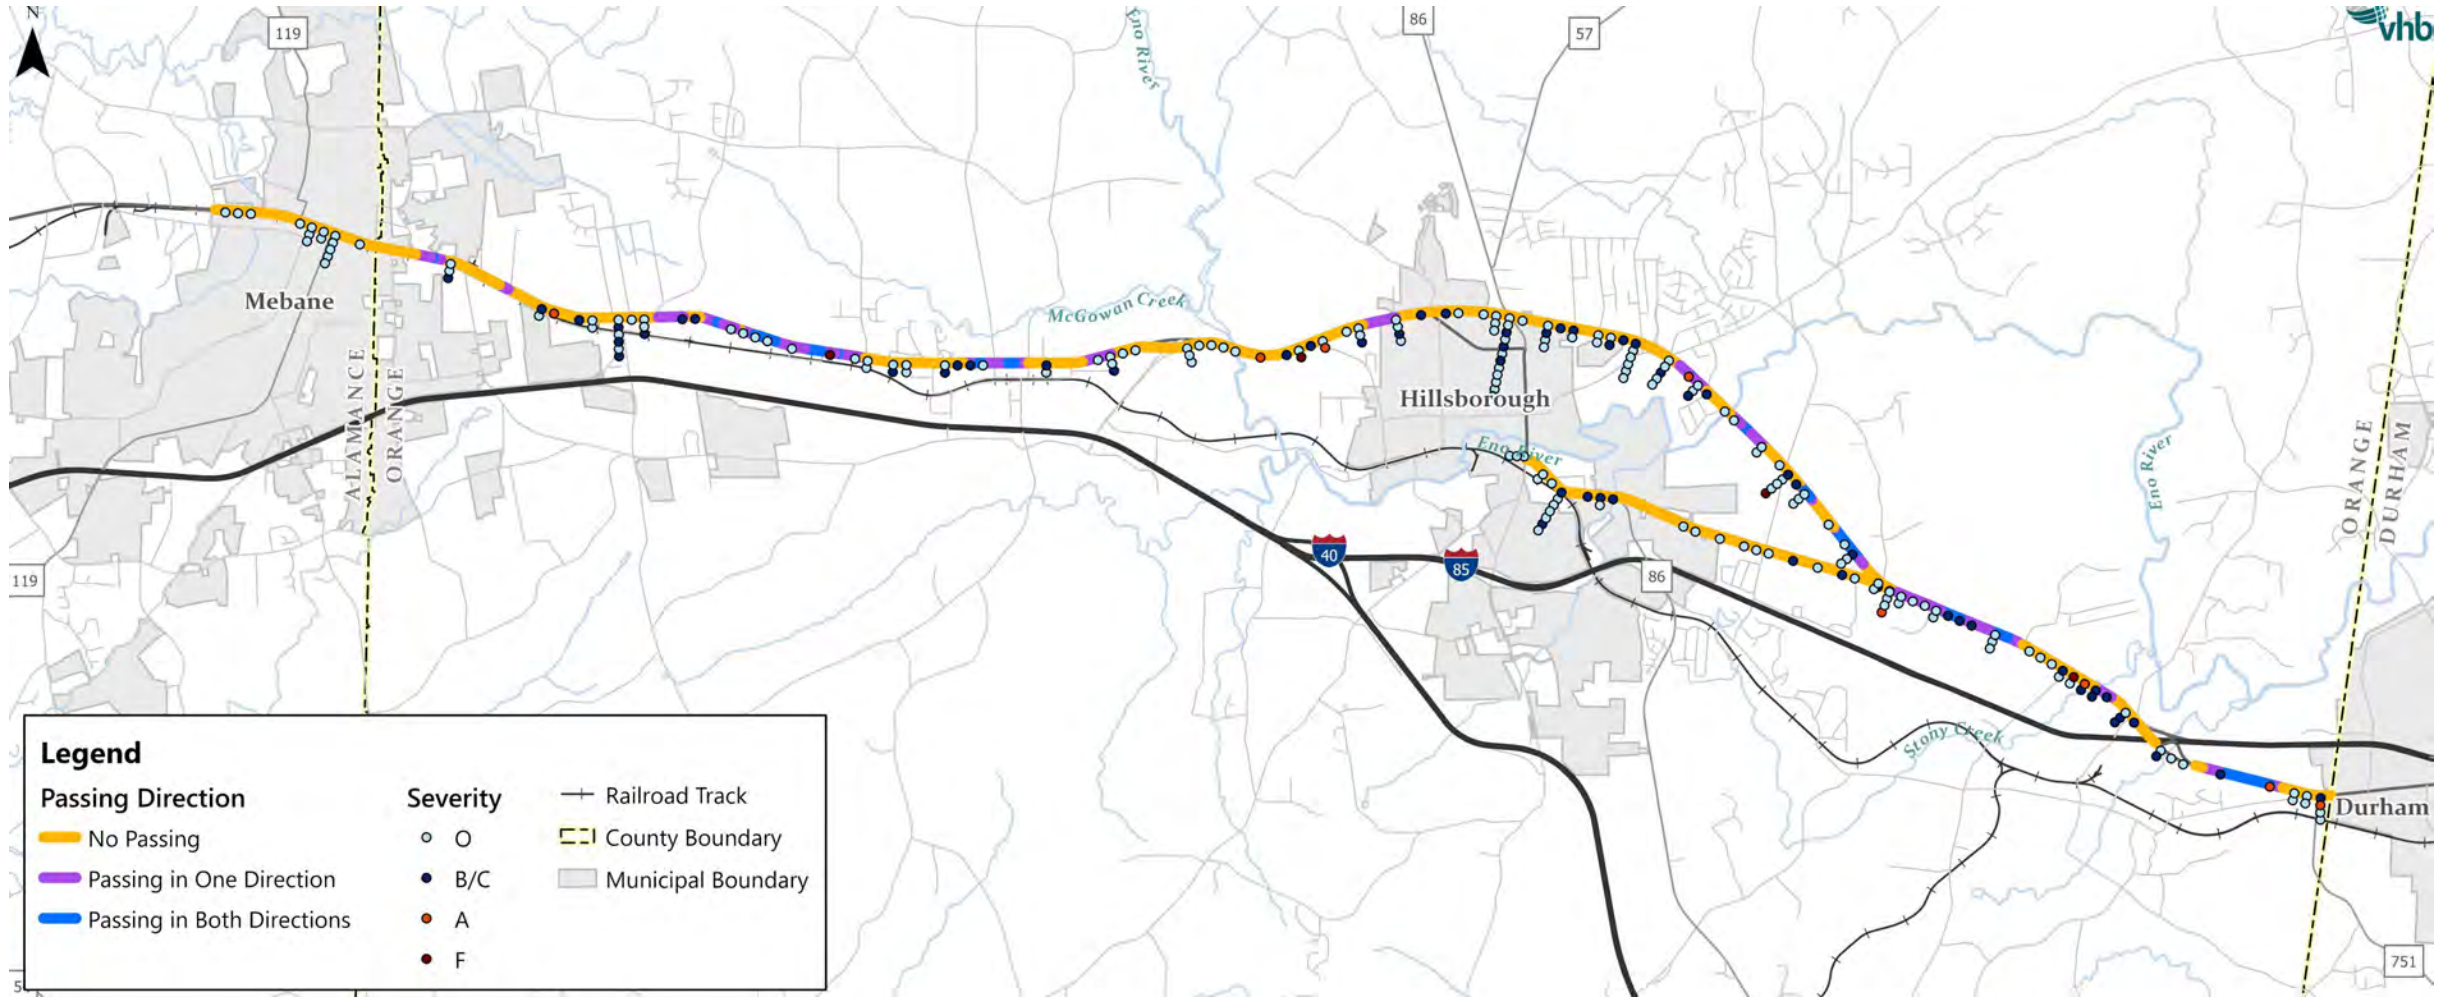 N
119
86
57
vhb
Eno River
McGowan Creek
Mebane
ALAMANCE
ORANGE
Hillsborough
Eno River
Eno River
ORANGE
DURHAM
40
85
86
119
Stony Creek
Durham
751
5
Legend
Passing Direction
No Passing
Passing in One Direction
Passing in Both Directions
Severity
O
B/C
A
F
Railroad Track
County Boundary
Municipal Boundary